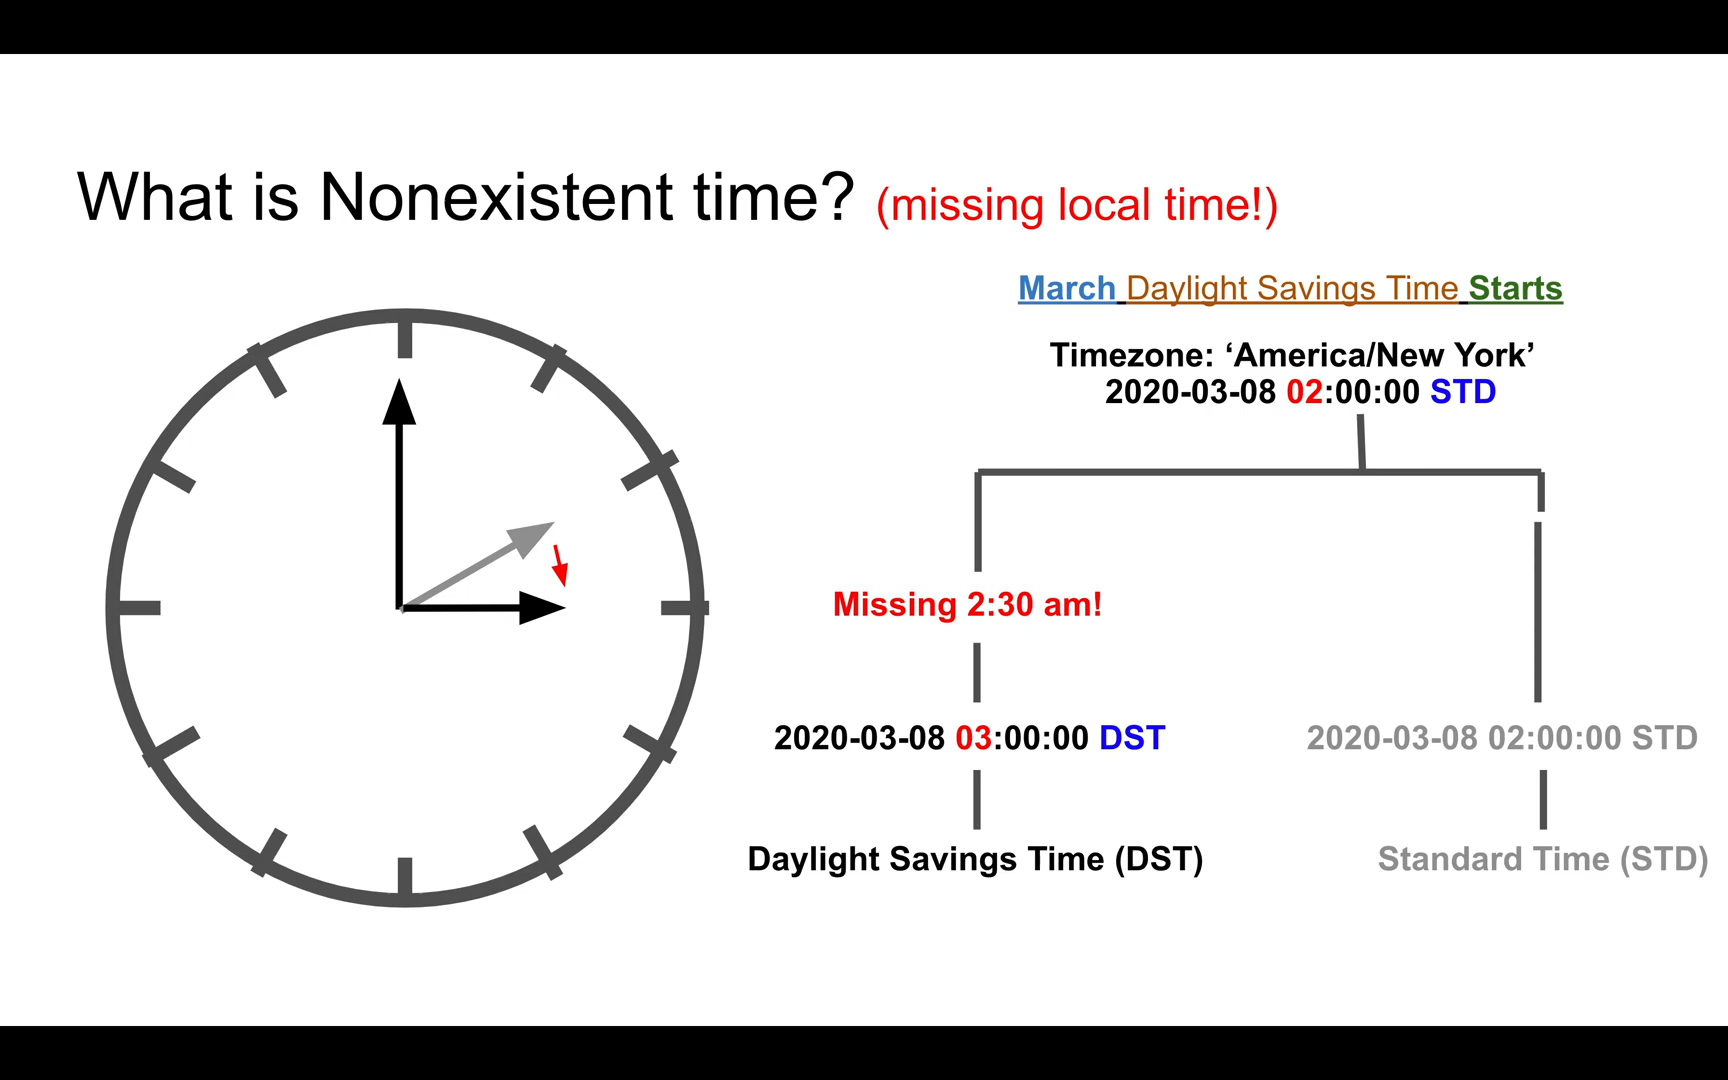 What is Nonexistent time? (missing local time!)
March Daylight Savings Time Starts
Timezone: ‘America/New York’
2020-03-08 02:00:00 STD
Missing 2:30 am!
2020-03-08 03:00:00 DST
2020-03-08 02:00:00 STD
Daylight Savings Time (DST)
Standard Time (STD)